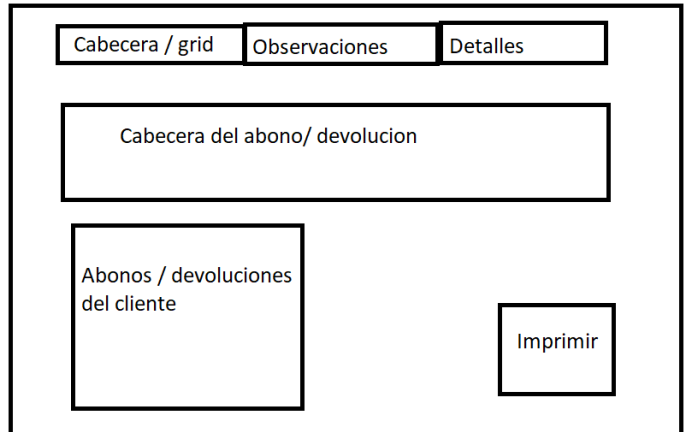 Cabecera / grid
Observaciones
Detalles
Cabecera del abono/ devolucion
Abonos / devoluciones
del cliente
Imprimir